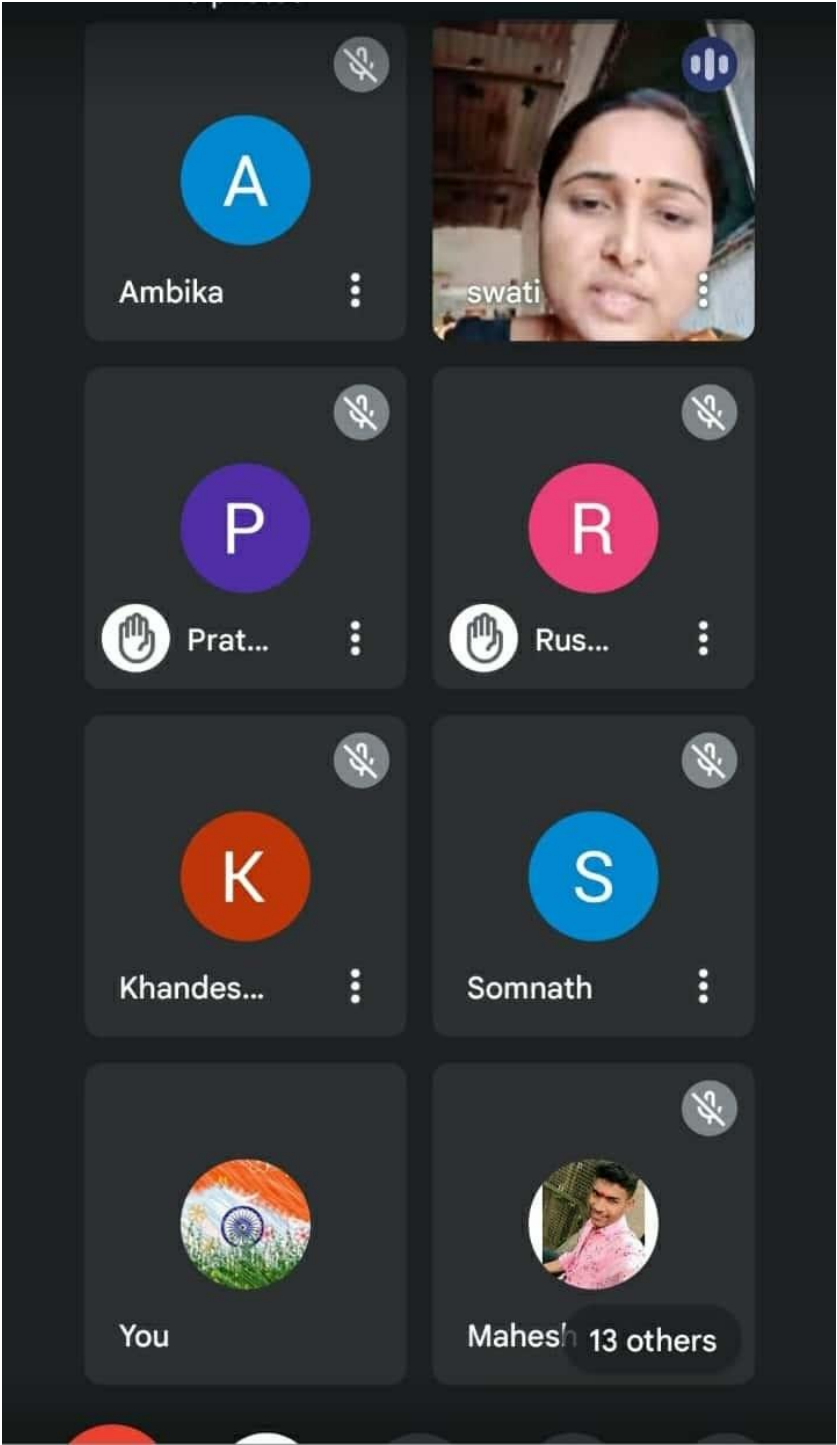 A
Ambika
swati
P
Prat...
R
Rus...
K
Khandes...
S
Somnath
You
Mahesh
13 others